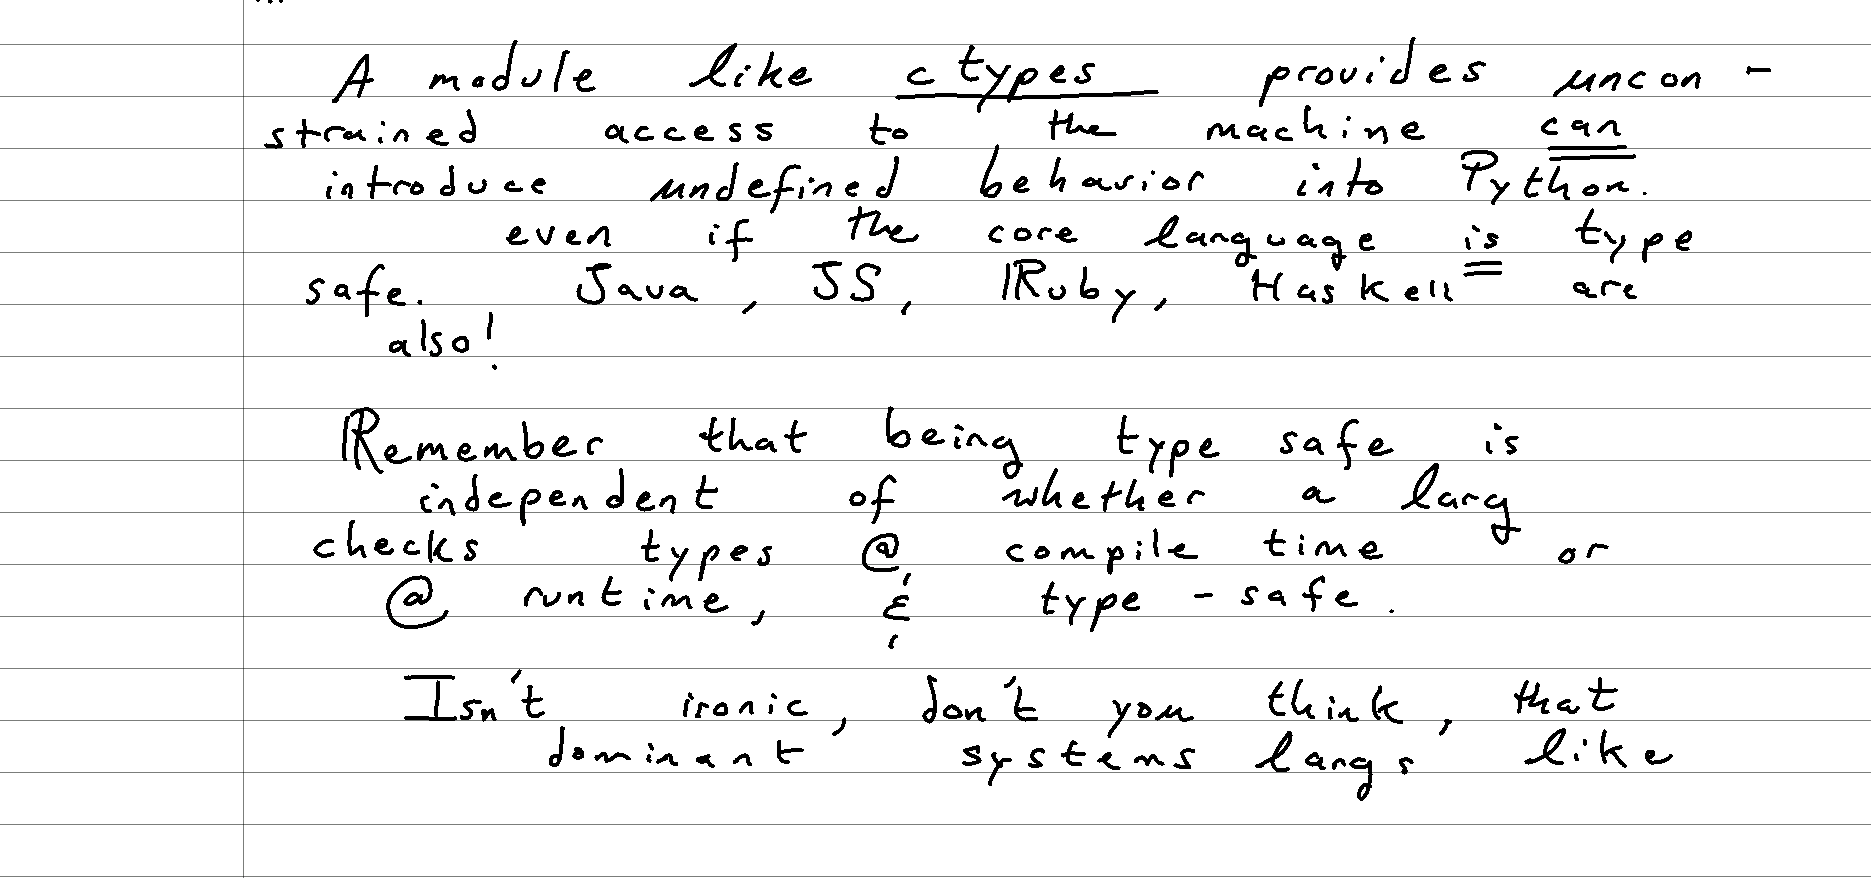 A module like ctypes provides uncon-
strained access to the machine can
introduce undefined behavior into Python.
even if the core language is type
safe. Java, JS, Ruby, Haskell are
also!
Remember that being type safe is
independent of whether a lang
checks types @ compile time or
@ runtime, & type-safe.
Isn't ironic, don't you think, that
dominant systems langs like